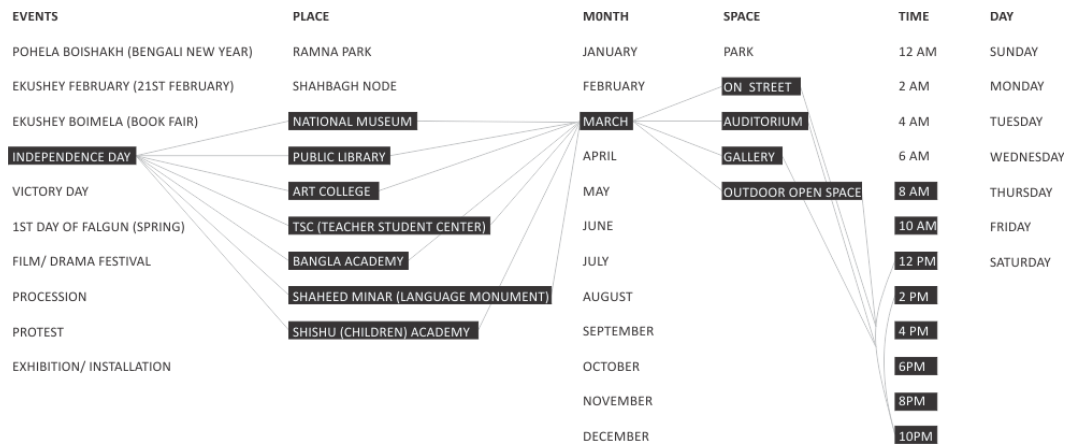 EVENTS PLACE M0NTH SPACE TIME DAY
POHELA BOISHAKH (BENGALI NEW YEAR) RAMNA PARK JANUARY PARK 12 AM SUNDAY
EKUSHEY FEBRUARY (21ST FEBRUARY) SHAHBAGH NODE FEBRUARY ON STREET 2 AM MONDAY
EKUSHEY BOIMELA (BOOK FAIR) NATIONAL MUSEUM MARCH AUDITORIUM 4 AM TUESDAY
INDEPENDENCE DAY PUBLIC LIBRARY APRIL GALLERY 6 AM WEDNESDAY
VICTORY DAY ART COLLEGE MAY OUTDOOR OPEN SPACE 8 AM THURSDAY
1ST DAY OF FALGUN (SPRING) TSC (TEACHER STUDENT CENTER) JUNE 10 AM FRIDAY
FILM/ DRAMA FESTIVAL BANGLA ACADEMY JULY 12 PM SATURDAY
PROCESSION SHAHEED MINAR (LANGUAGE MONUMENT) AUGUST 2 PM
PROTEST SHISHU (CHILDREN) ACADEMY SEPTEMBER 4 PM
EXHIBITION/ INSTALLATION OCTOBER 6PM
NOVEMBER 8PM
DECEMBER 10PM